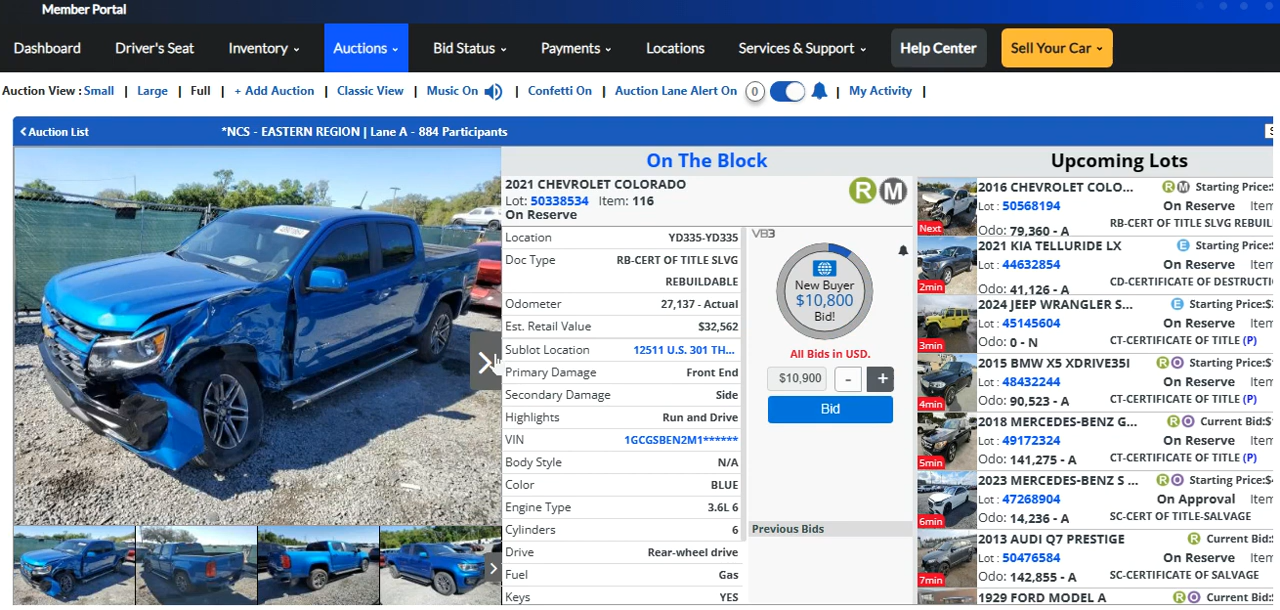 Member Portal
Dashboard Driver's Seat Inventory Auctions Bid Status Payments Locations Services & Support Help Center Sell Your Car
Auction View : Small | Large | Full | + Add Auction | Classic View | Music On | Confetti On | Auction Lane Alert On 0 | My Activity |
Auction List *NCS - EASTERN REGION | Lane A - 884 Participants
On The Block
2021 CHEVROLET COLORADO R M
Lot: 50338534 Item: 116
On Reserve
Location YD335-YD335
Doc Type RB-CERT OF TITLE SLVG
REBUILDABLE
Odometer 27,137 - Actual
Est. Retail Value $32,562
Sublot Location 12511 U.S. 301 TH...
Primary Damage Front End
Secondary Damage Side
Highlights Run and Drive
VIN 1GCGSBEN2M1******
Body Style N/A
Color BLUE
Engine Type 3.6L 6
Cylinders 6
Drive Rear-wheel drive
Fuel Gas
Keys YES
VB3
New Buyer
$10,800
Bid!
All Bids in USD.
$10,900 - +
Bid
Previous Bids
Upcoming Lots
2016 CHEVROLET COLO... R M Starting Price:
Lot : 50568194 On Reserve Item
Next Odo: 79,360 - A RB-CERT OF TITLE SLVG REBUIL
2021 KIA TELLURIDE LX E Starting Price:
Lot : 44632854 On Reserve Item
2min Odo: 41,126 - A CD-CERTIFICATE OF DESTRUCTI
2024 JEEP WRANGLER S... E Starting Price:
Lot : 45145604 On Reserve Item
3min Odo: 0 - N CT-CERTIFICATE OF TITLE (P)
2015 BMW X5 XDRIVE35I R O Starting Price:
Lot : 48432244 On Reserve Item
4min Odo: 90,523 - A CT-CERTIFICATE OF TITLE (P)
2018 MERCEDES-BENZ G... R O Current Bid:
Lot : 49172324 On Reserve Item
5min Odo: 141,275 - A CT-CERTIFICATE OF TITLE (P)
2023 MERCEDES-BENZ S ... R O Starting Price:
Lot : 47268904 On Approval Item
6min Odo: 14,236 - A SC-CERT OF TITLE-SALVAGE
2013 AUDI Q7 PRESTIGE R Current Bid:
Lot : 50476584 On Reserve Item
7min Odo: 142,855 - A SC-CERTIFICATE OF SALVAGE
1929 FORD MODEL A R O Current Bid: